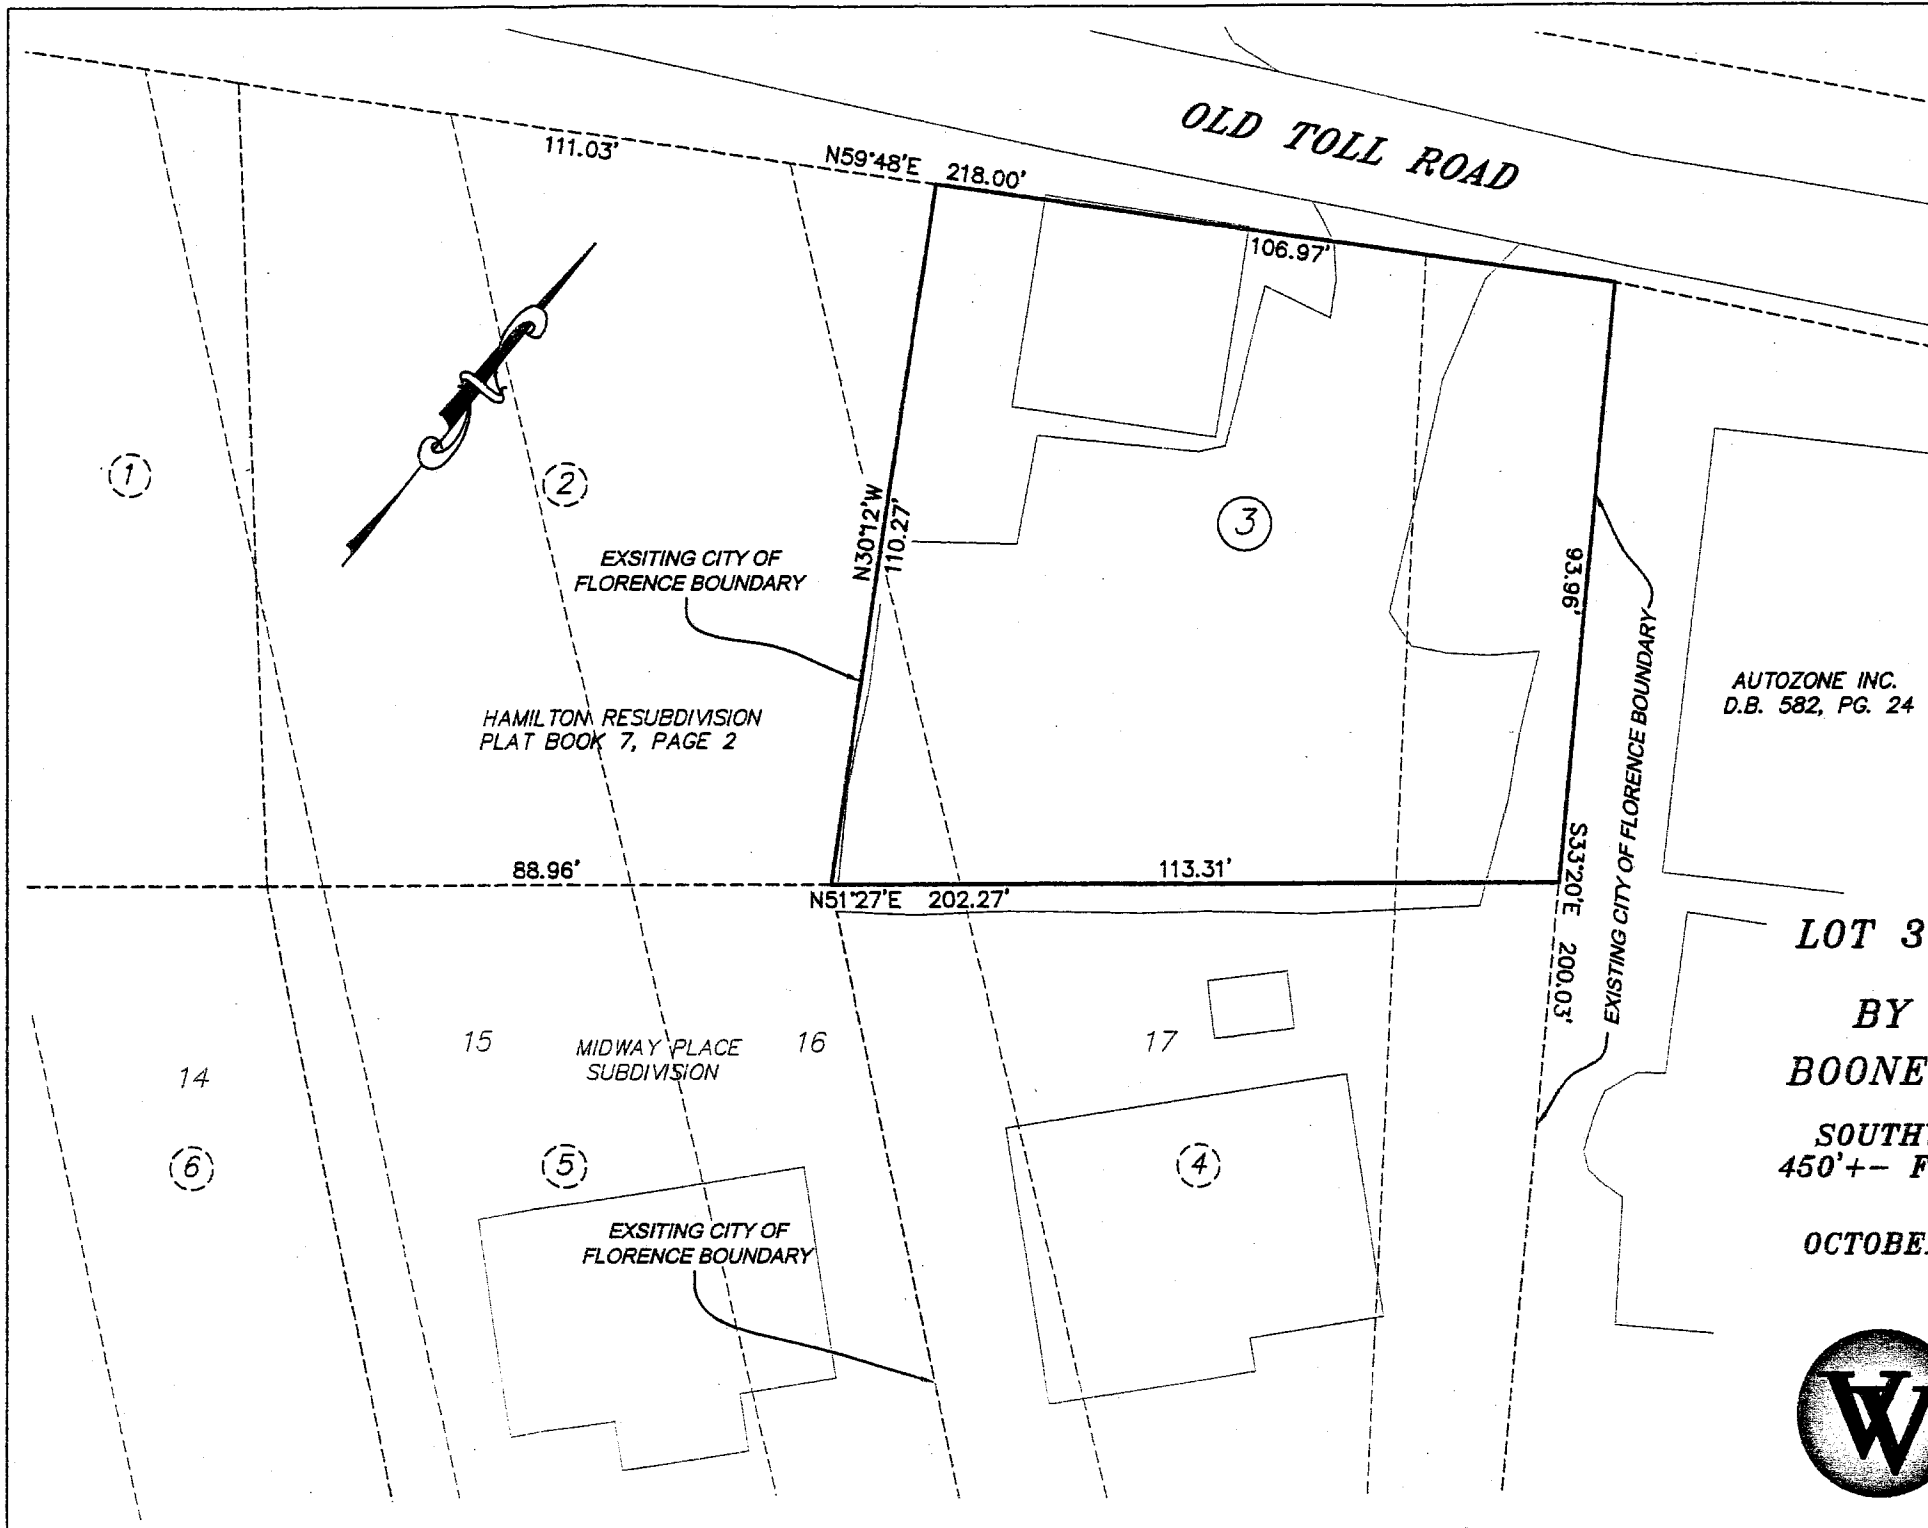 OLD TOLL ROAD
111.03'
N59°48'E 218.00'
106.97'
1
2
3
N30°12'W
110.27'
EXSITING CITY OF
FLORENCE BOUNDARY
93.96'
EXISTING CITY OF FLORENCE BOUNDARY
AUTOZONE INC.
D.B. 582, PG. 24
HAMILTON RESUBDIVISION
PLAT BOOK 7, PAGE 2
88.96'
113.31'
N51°27'E 202.27'
S33°20'E 200.03'
LOT 3
BY
BOONE
SOUTH
450'+- F
OCTOBE
14
15
MIDWAY PLACE
SUBDIVISION
16
17
6
5
4
EXSITING CITY OF
FLORENCE BOUNDARY